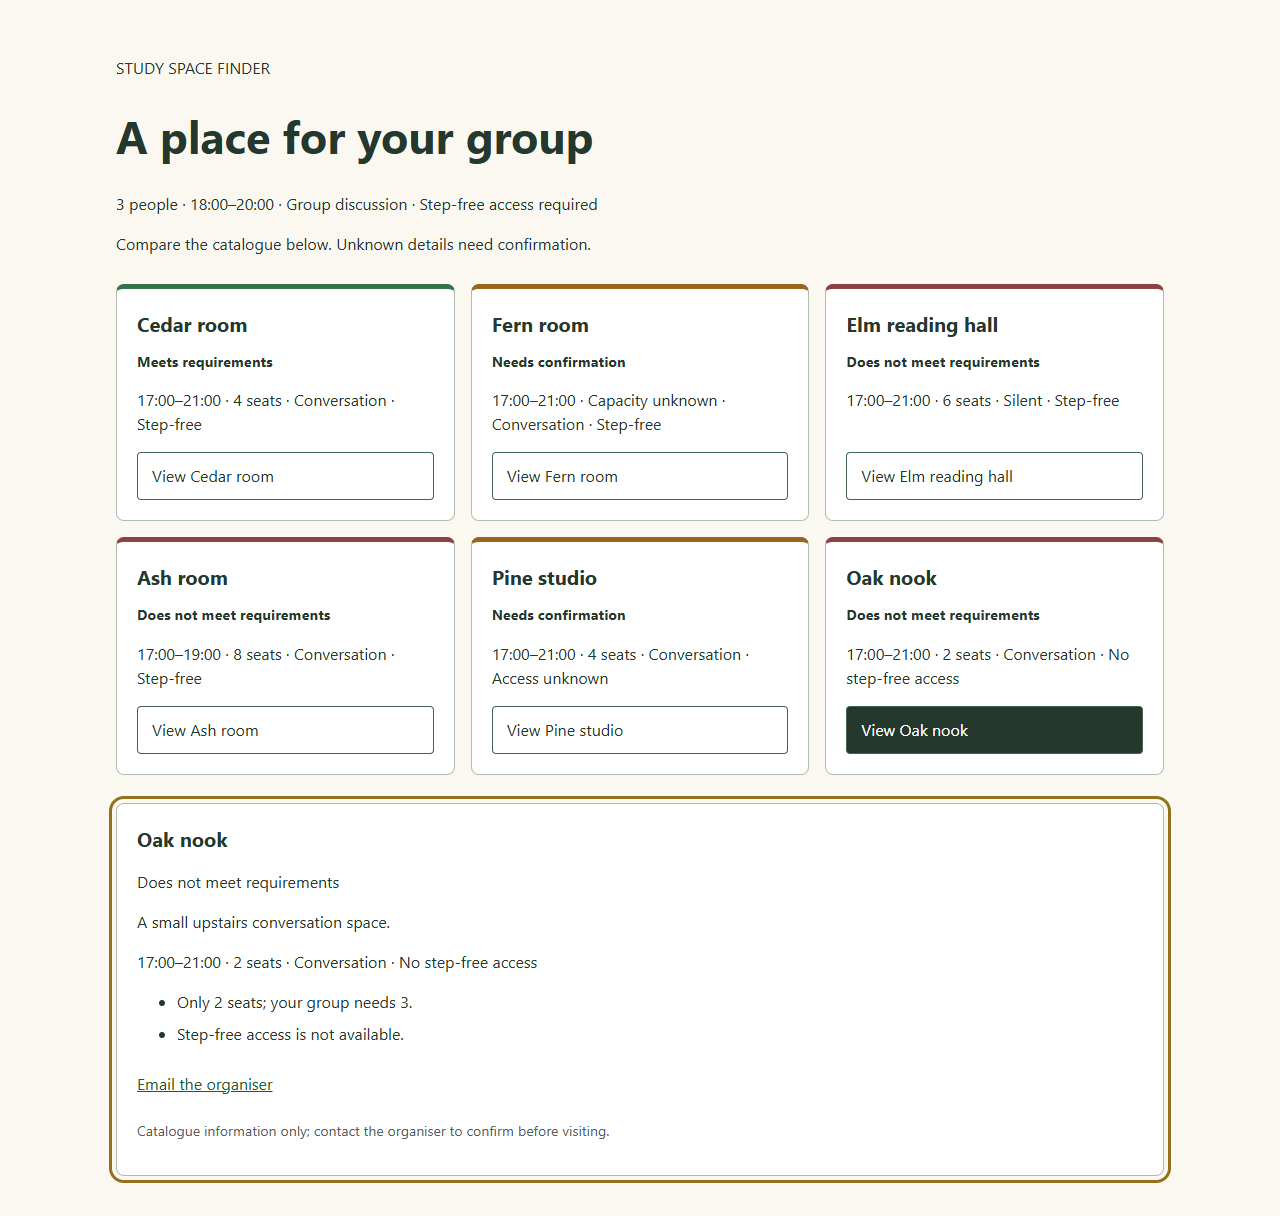 STUDY SPACE FINDER
A place for your group
3 people · 18:00–20:00 · Group discussion · Step-free access required
Compare the catalogue below. Unknown details need confirmation.
Cedar room
Meets requirements
17:00–21:00 · 4 seats · Conversation ·
Step-free
View Cedar room
Fern room
Needs confirmation
17:00–21:00 · Capacity unknown ·
Conversation · Step-free
View Fern room
Elm reading hall
Does not meet requirements
17:00–21:00 · 6 seats · Silent · Step-free
View Elm reading hall
Ash room
Does not meet requirements
17:00–19:00 · 8 seats · Conversation ·
Step-free
View Ash room
Pine studio
Needs confirmation
17:00–21:00 · 4 seats · Conversation ·
Access unknown
View Pine studio
Oak nook
Does not meet requirements
17:00–21:00 · 2 seats · Conversation · No
step-free access
View Oak nook
Oak nook
Does not meet requirements
A small upstairs conversation space.
17:00–21:00 · 2 seats · Conversation · No step-free access
• Only 2 seats; your group needs 3.
• Step-free access is not available.
Email the organiser
Catalogue information only; contact the organiser to confirm before visiting.